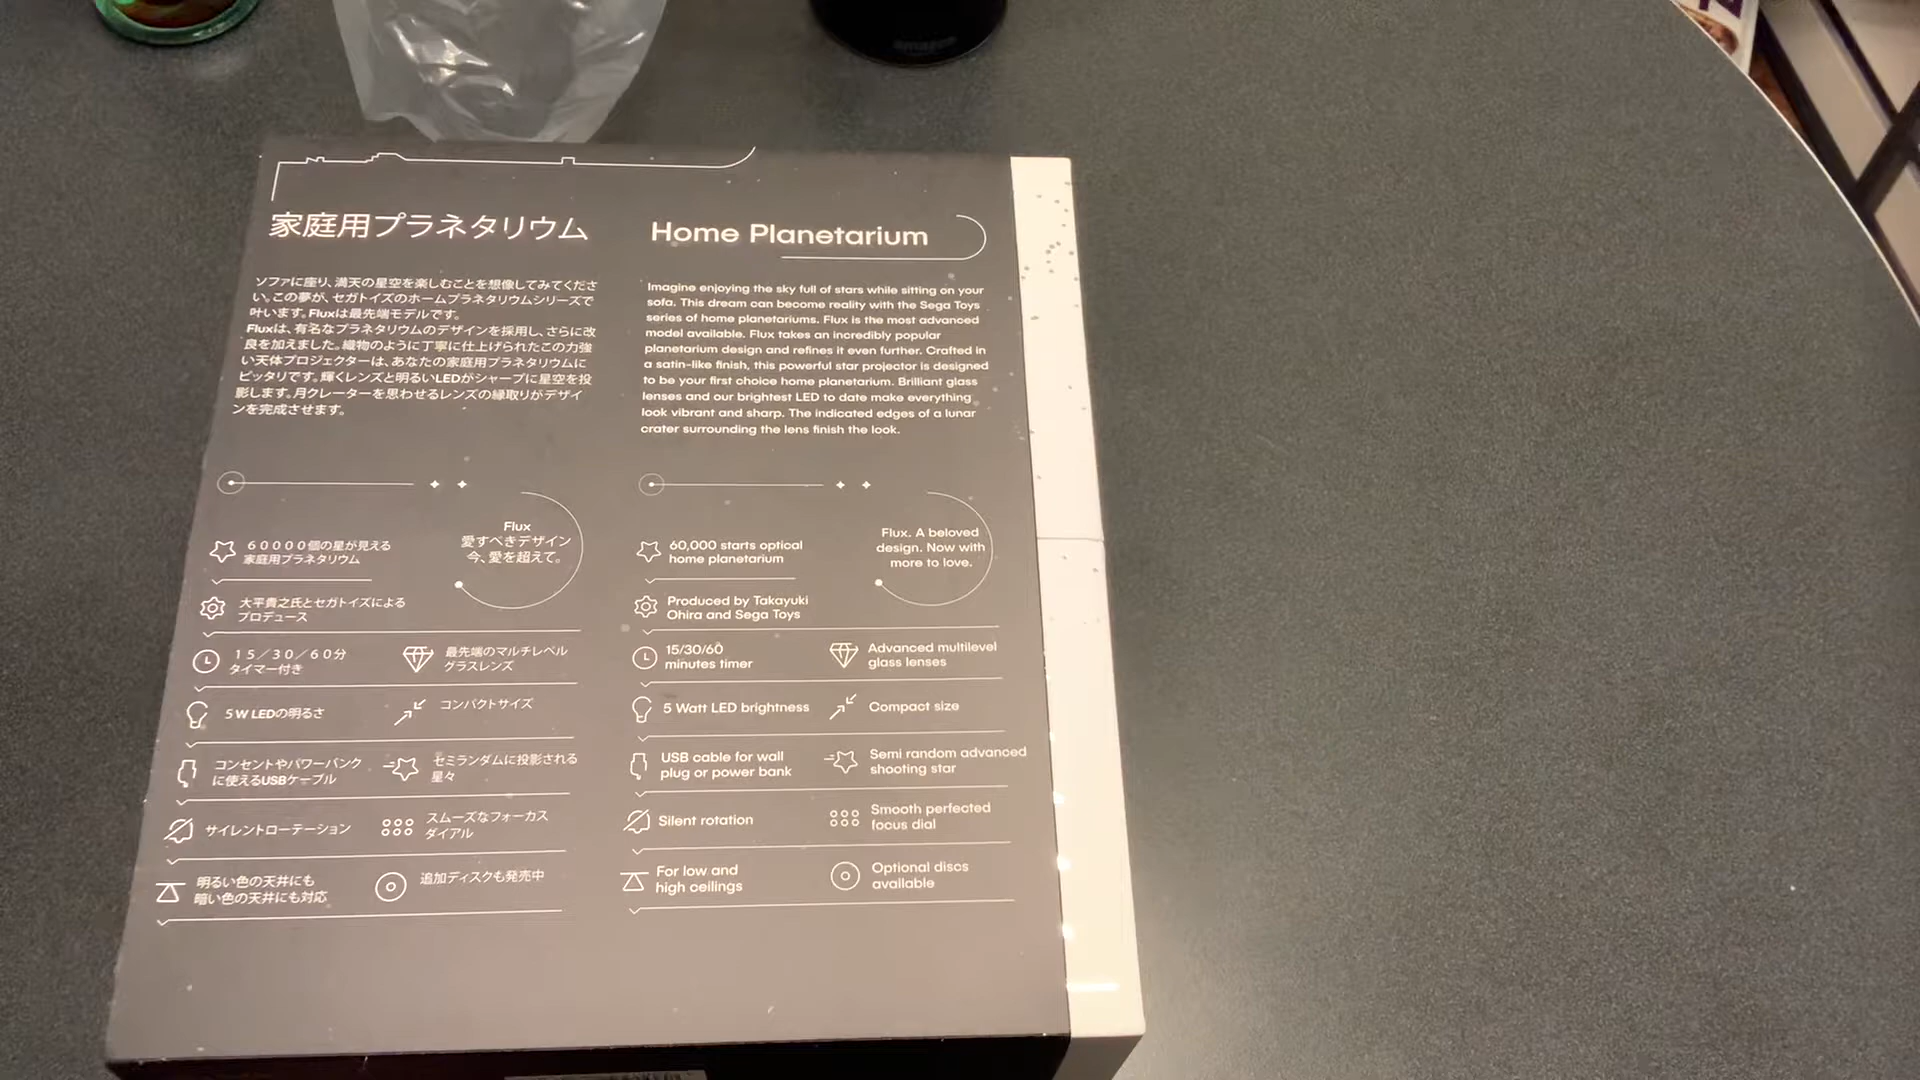 amazon
家庭用プラネタリウム
ソファに座り、満天の星空を楽しむことを想像してみてくださ
い。この夢が、セガトイズのホームプラネタリウムシリーズで
叶います。Fluxは最先端モデルです。
Fluxは、有名なプラネタリウムのデザインを採用し、さらに改
良を加えました。織物のように丁寧に仕上げられたこの力強
い天体プロジェクターは、あなたの家庭用プラネタリウムに
ピッタリです。輝くレンズと明るいLEDがシャープに星空を投
影します。月クレーターを思わせるレンズの縁取りがデザイ
ンを完成させます。
Flux
愛すべきデザイン
今、愛を超えて。
６００００個の星が見える
家庭用プラネタリウム
大平貴之氏とセガトイズによる
プロデュース
１５／３０／６０分
タイマー付き
最先端のマルチレベル
グラスレンズ
５W LEDの明るさ
コンパクトサイズ
コンセントやパワーバンク
に使えるUSBケーブル
セミランダムに投影される
星々
サイレントローテーション
スムーズなフォーカス
ダイアル
明るい色の天井にも
暗い色の天井にも対応
追加ディスクも発売中
Home Planetarium
Imagine enjoying the sky full of stars while sitting on your
sofa. This dream can become reality with the Sega Toys
series of home planetariums. Flux is the most advanced
model available. Flux takes an incredibly popular
planetarium design and refines it even further. Crafted in
a satin-like finish, this powerful star projector is designed
to be your first choice home planetarium. Brilliant glass
lenses and our brightest LED to date make everything
look vibrant and sharp. The indicated edges of a lunar
crater surrounding the lens finish the look.
Flux. A beloved
design. Now with
more to love.
60,000 starts optical
home planetarium
Produced by Takayuki
Ohira and Sega Toys
15/30/60
minutes timer
Advanced multilevel
glass lenses
5 Watt LED brightness
Compact size
USB cable for wall
plug or power bank
Semi random advanced
shooting star
Silent rotation
Smooth perfected
focus dial
For low and
high ceilings
Optional discs
available